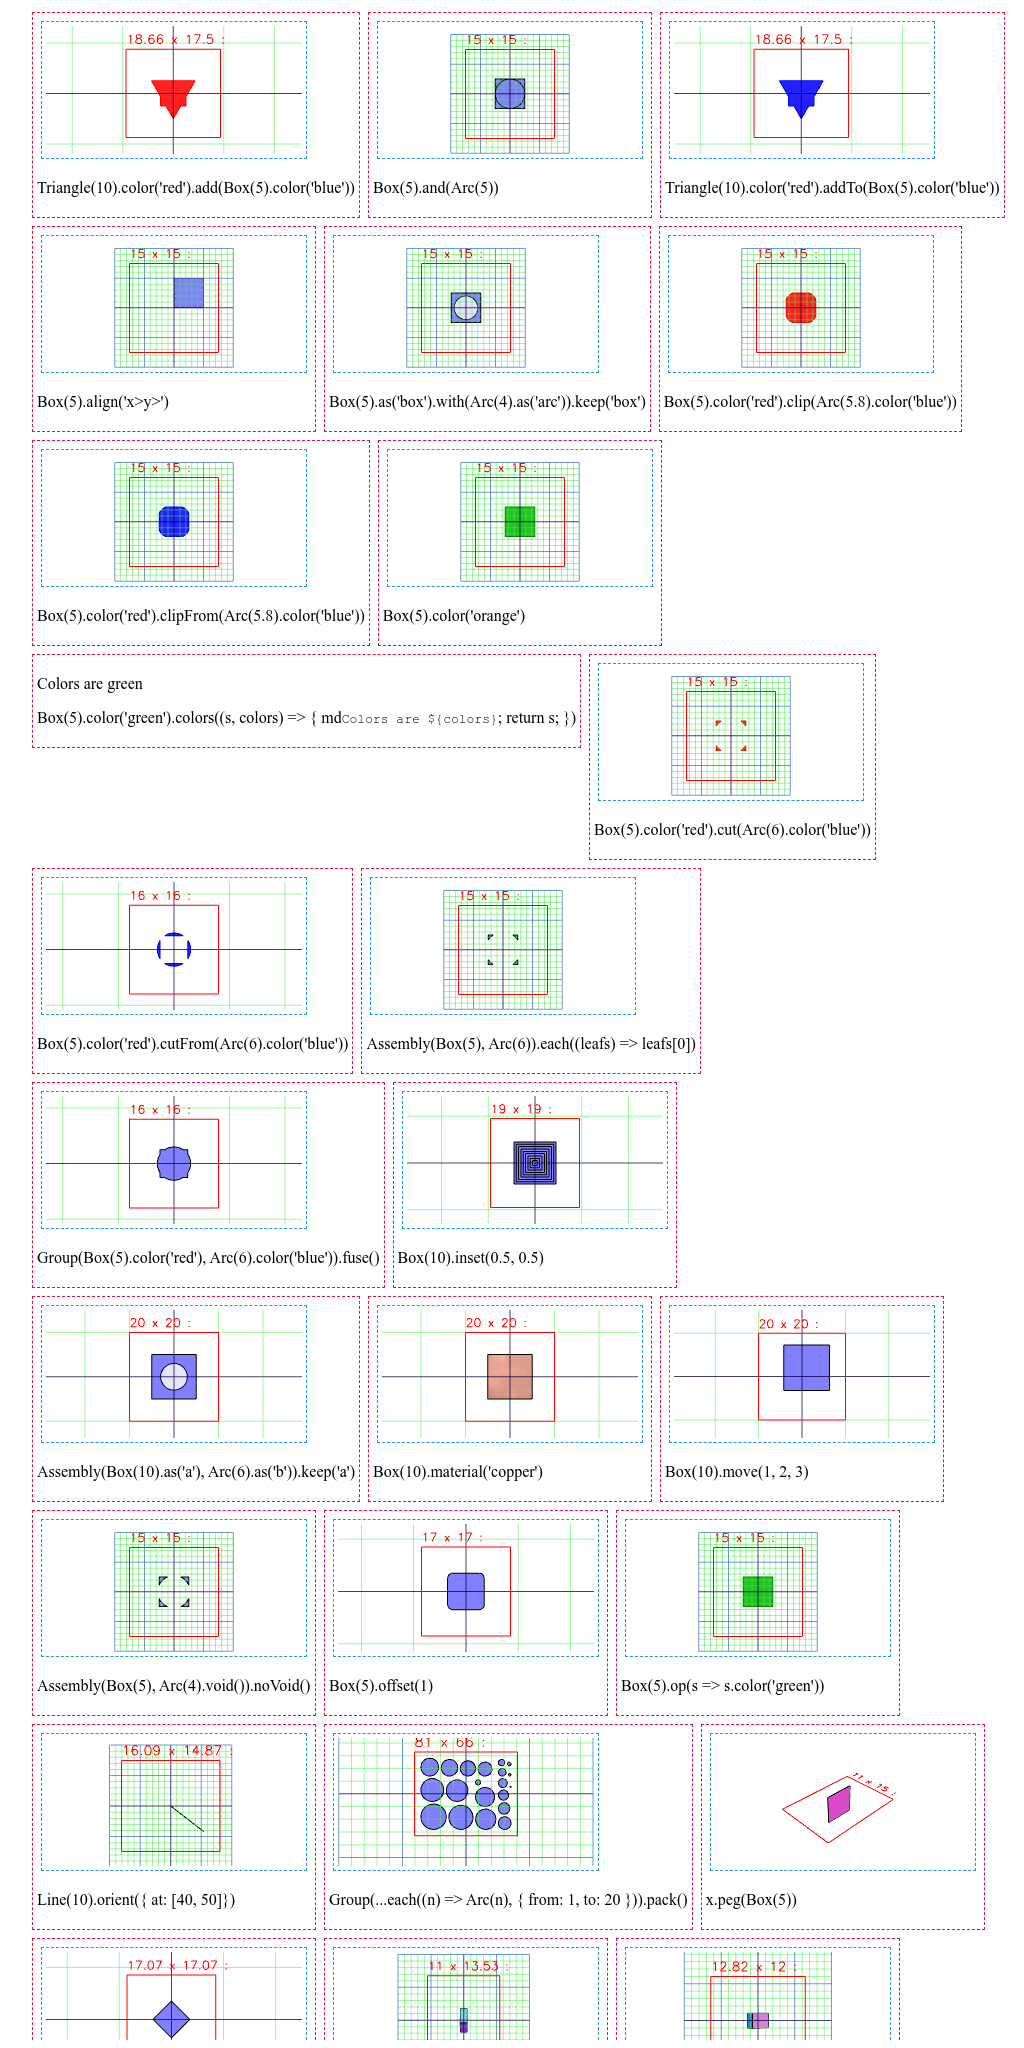 18.66 x 17.5 :
15 x 15 :
18.66 x 17.5 :
Triangle(10).color('red').add(Box(5).color('blue'))
Box(5).and(Arc(5))
Triangle(10).color('red').addTo(Box(5).color('blue'))
15 x 15 :
15 x 15 :
15 x 15 :
Box(5).align('x>y>')
Box(5).as('box').with(Arc(4).as('arc')).keep('box')
Box(5).color('red').clip(Arc(5.8).color('blue'))
15 x 15 :
15 x 15 :
Box(5).color('red').clipFrom(Arc(5.8).color('blue'))
Box(5).color('orange')
Colors are green
Box(5).color('green').colors((s, colors) => { mdColors are ${colors}; return s; })
15 x 15 :
Box(5).color('red').cut(Arc(6).color('blue'))
16 x 16 :
15 x 15 :
Box(5).color('red').cutFrom(Arc(6).color('blue'))
Assembly(Box(5), Arc(6)).each((leafs) => leafs[0])
16 x 16 :
19 x 19 :
Group(Box(5).color('red'), Arc(6).color('blue')).fuse()
Box(10).inset(0.5, 0.5)
20 x 20 :
20 x 20 :
20 x 20 :
Assembly(Box(10).as('a'), Arc(6).as('b')).keep('a')
Box(10).material('copper')
Box(10).move(1, 2, 3)
15 x 15 :
17 x 17 :
15 x 15 :
Assembly(Box(5), Arc(4).void()).noVoid()
Box(5).offset(1)
Box(5).op(s => s.color('green'))
16.09 x 14.87 :
81 x 66 :
11 x 15 :
Line(10).orient({ at: [40, 50]})
Group(...each((n) => Arc(n), { from: 1, to: 20 })).pack()
x.peg(Box(5))
17.07 x 17.07 :
11 x 13.53 :
12.82 x 12 :